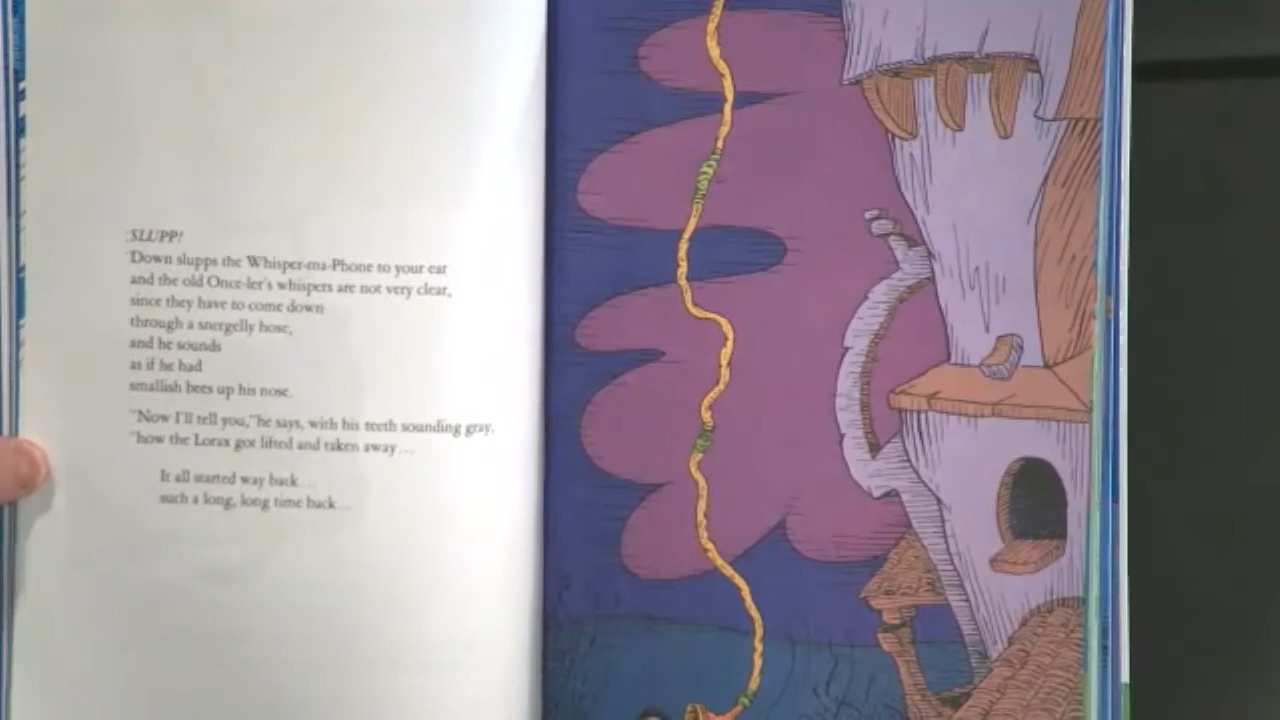 SLUPP!
Down slupps the Whisper-ma-Phone to your ear
and the old Once-ler's whispers are not very clear,
since they have to come down
through a snergelly hose,
and he sounds
as if he had
smallish bees up his nose.
"Now I'll tell you," he says, with his teeth sounding gray,
"how the Lorax got lifted and taken away...
It all started way back...
such a long, long time back...